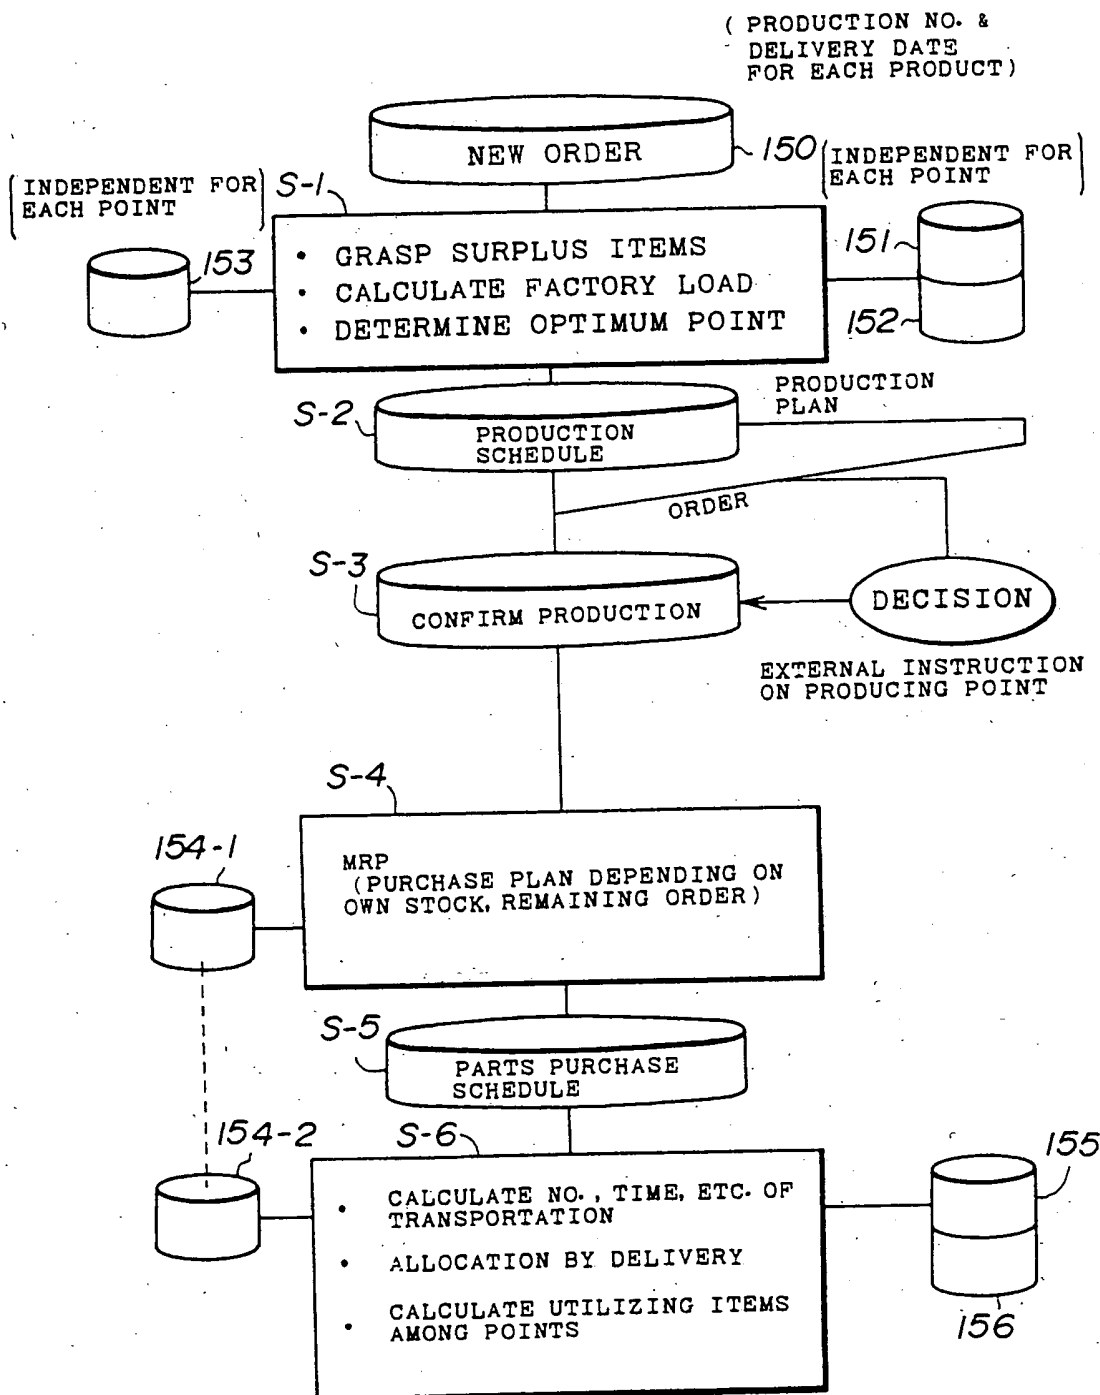 ( PRODUCTION NO. &
DELIVERY DATE
FOR EACH PRODUCT)
NEW ORDER
150
(INDEPENDENT FOR
EACH POINT)
S-1
(INDEPENDENT FOR
EACH POINT)
153
• GRASP SURPLUS ITEMS
• CALCULATE FACTORY LOAD
• DETERMINE OPTIMUM POINT
151
152
S-2
PRODUCTION
SCHEDULE
PRODUCTION
PLAN
ORDER
S-3
CONFIRM PRODUCTION
DECISION
EXTERNAL INSTRUCTION
ON PRODUCING POINT
S-4
154-1
MRP
(PURCHASE PLAN DEPENDING ON
OWN STOCK, REMAINING ORDER)
S-5
PARTS PURCHASE
SCHEDULE
154-2
S-6
155
• CALCULATE NO., TIME, ETC. OF
TRANSPORTATION
• ALLOCATION BY DELIVERY
• CALCULATE UTILIZING ITEMS
AMONG POINTS
156